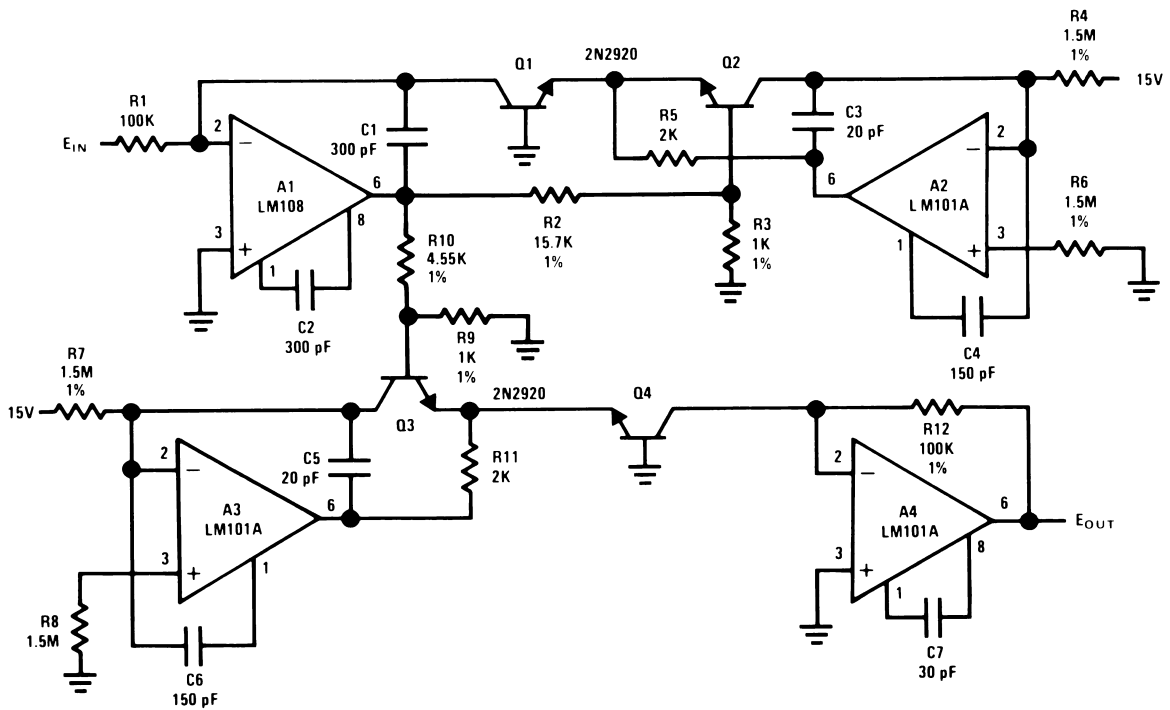 R4
1.5M
1%
15V
2N2920
Q1
Q2
R1
100K
E_IN
2
−
C1
300 pF
R5
2K
C3
20 pF
A1
LM108
6
8
3
+
1
C2
300 pF
R2
15.7K
1%
R3
1K
1%
6
A2
LM101A
2
−
3
+
1
R6
1.5M
1%
C4
150 pF
R10
4.55K
1%
R9
1K
1%
R7
1.5M
1%
15V
Q3
2N2920
Q4
2
−
C5
20 pF
R11
2K
A3
LM101A
6
3
+
1
R8
1.5M
C6
150 pF
R12
100K
1%
2
−
A4
LM101A
6
E_OUT
8
3
+
1
C7
30 pF